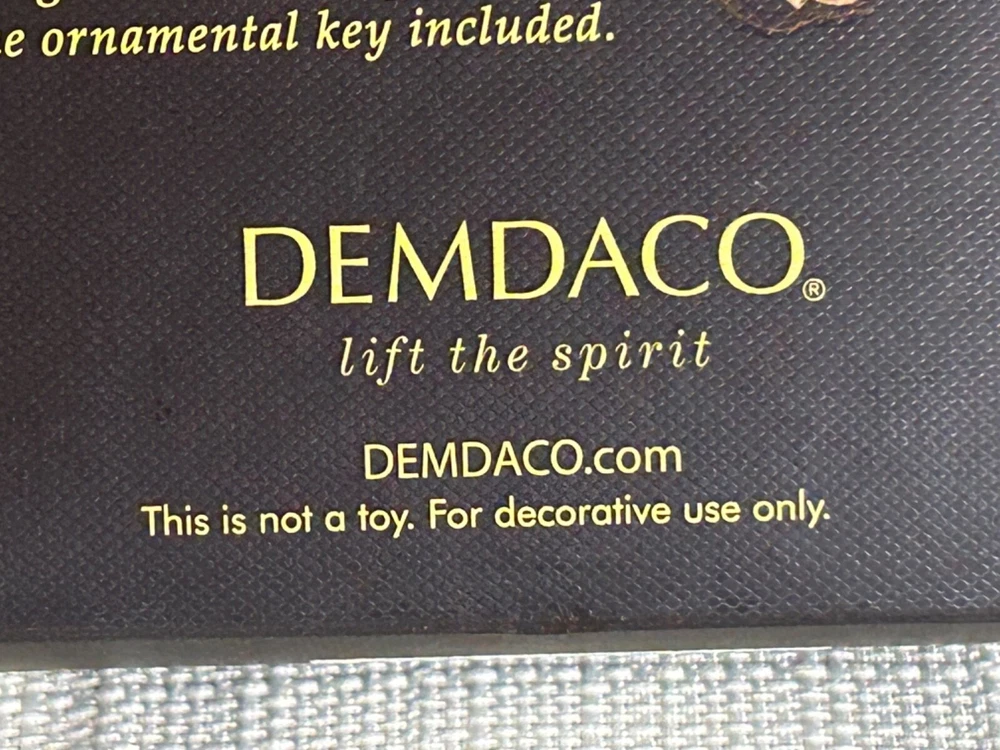 ornamental key included.
DEMDACO®
lift the spirit
DEMDACO.com
This is not a toy. For decorative use only.